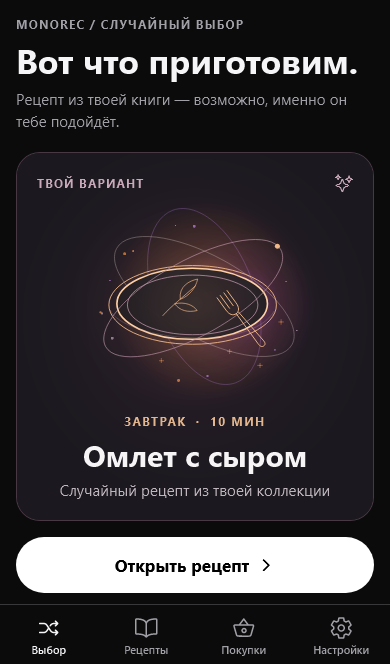 MONOREC / СЛУЧАЙНЫЙ ВЫБОР
Вот что приготовим.
Рецепт из твоей книги — возможно, именно он
тебе подойдёт.
ТВОЙ ВАРИАНТ
ЗАВТРАК · 10 МИН
Омлет с сыром
Случайный рецепт из твоей коллекции
Открыть рецепт
Выбор
Рецепты
Покупки
Настройки